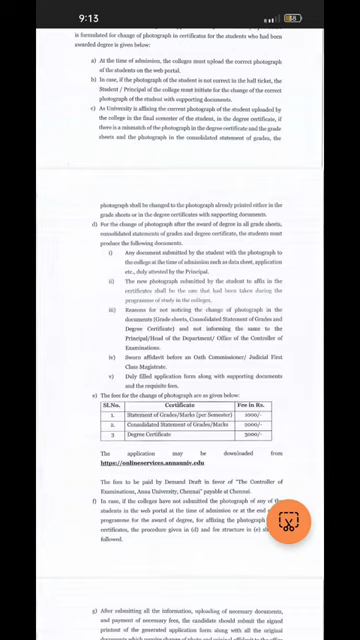 9:13
58
is formulated for change of photograph in certificates for the students who had been
awarded degree is given below:
a) At the time of admission, the colleges must upload the correct photograph
of the students on the web portal.
b) In case, if the photograph of the student is not correct in the hall ticket, the
Student / Principal of the college must initiate for the change of the correct
photograph of the student with supporting documents.
c) As University is affixing the current photograph of the student uploaded by
the college in the final semester of the student, in the degree certificate, if
there is a mismatch of the photograph in the degree certificate and the grade
sheets and the photograph in the consolidated statement of grades, the
photograph shall be changed to the photograph already printed either in the
grade sheets or in the degree certificates with supporting documents.
d) For the change of photograph after the award of degree in all grade sheets,
consolidated statements of grades and degree certificate, the students must
produce the following documents.
i) Any document submitted by the student with the photograph to
the college at the time of admission such as data sheet, application
etc., duly attested by the Principal.
ii) The new photograph submitted by the student to affix in the
certificates shall be the one that had been taken during the
programme of study in the colleges.
iii) Reasons for not noticing the change of photograph in the
documents (Grade sheets, Consolidated Statement of Grades and
Degree Certificate) and not informing the same to the
Principal/Head of the Department/ Office of the Controller of
Examinations.
iv) Sworn affidavit before an Oath Commissioner/ Judicial First
Class Magistrate.
v) Duly filled application form along with supporting documents
and the requisite fees.
e) The fees for the change of photograph are as given below:
Sl.No. Certificate Fee in Rs.
1. Statement of Grades/Marks (per Semester) 1000/-
2. Consolidated Statement of Grades/Marks 2000/-
3 Degree Certificate 3000/-
The application may be downloaded from
https://onlineservices.annauniv.edu
The fees to be paid by Demand Draft in favor of "The Controller of
Examinations, Anna University, Chennai" payable at Chennai.
f) In case, if the colleges have not submitted the photograph of any of the
students in the web portal at the time of admission or at the end
programme for the award of degree, for affixing the photograph
certificates, the procedure given in (d) and fee structure in (e)
followed.
g) After submitting all the information, uploading of necessary documents,
and payment of necessary fees, the candidate should submit the signed
printout of the generated application form along with all the original